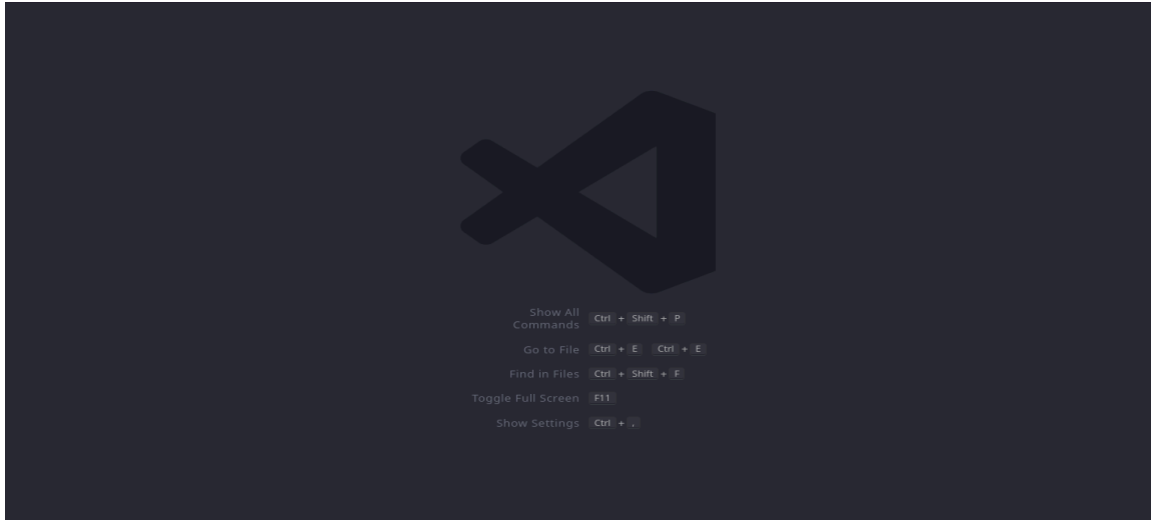 Show All
Commands Ctrl + Shift + P
Go to File Ctrl + E Ctrl + E
Find in Files Ctrl + Shift + F
Toggle Full Screen F11
Show Settings Ctrl + ,